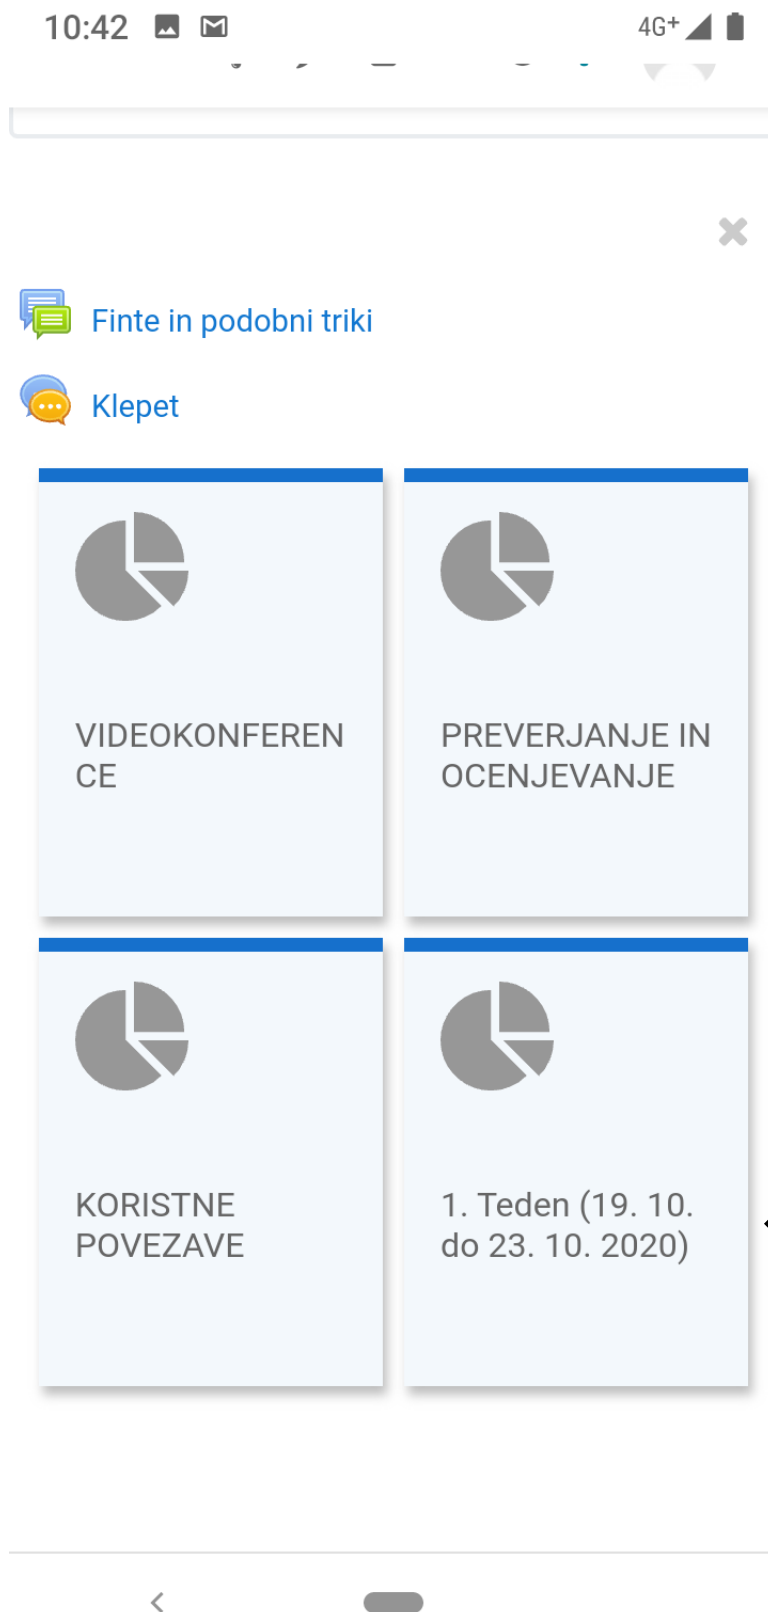 10:42 4G+
Finte in podobni triki
Klepet
VIDEOKONFEREN
CE
PREVERJANJE IN
OCENJEVANJE
KORISTNE
POVEZAVE
1. Teden (19. 10.
do 23. 10. 2020)